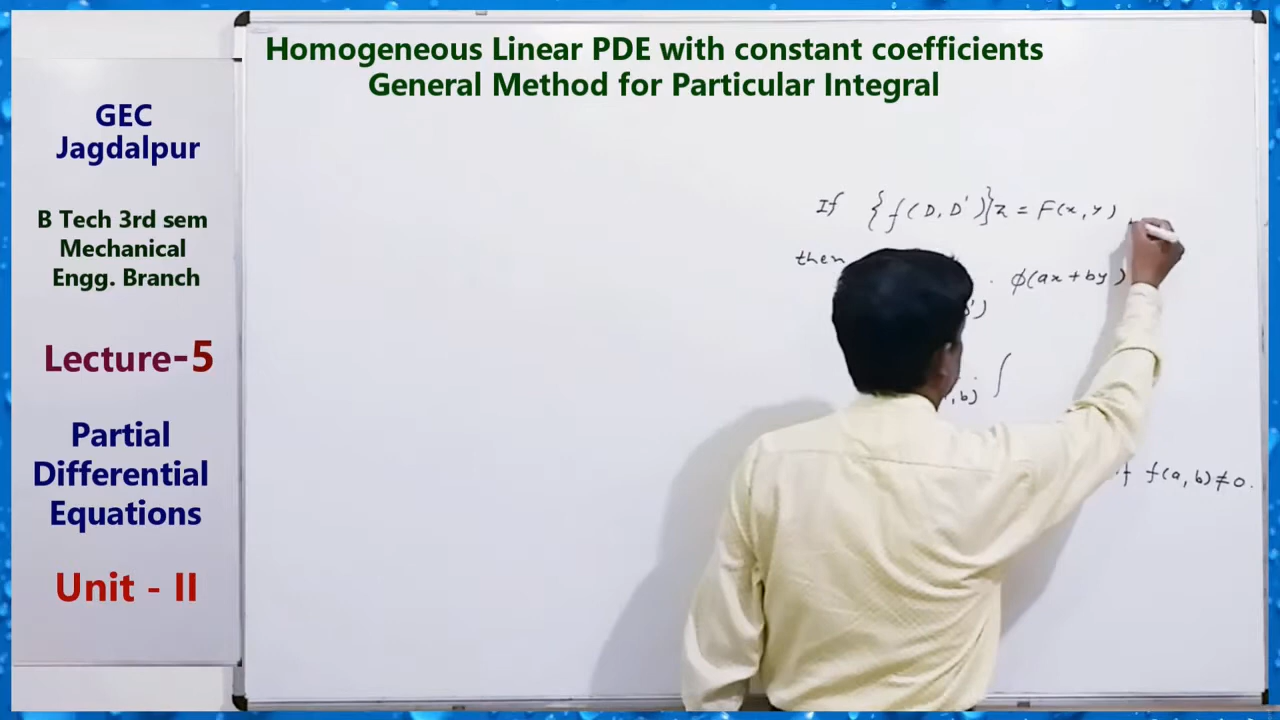 Homogeneous Linear PDE with constant coefficients
General Method for Particular Integral
GEC
Jagdalpur
B Tech 3rd sem
Mechanical
Engg. Branch
Lecture-5
Partial
Differential
Equations
Unit - II
If {f(D, D')}z = F(x, y)
then
') ϕ(ax+by)
, b) ∫
if f(a, b)≠0.